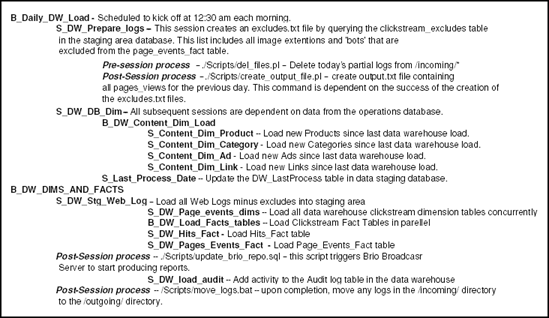 B_Daily_DW_Load - Scheduled to kick off at 12:30 am each morning.
S_DW_Prepare_logs – This session creates an excludes.txt file by querying the clickstream_excludes table
in the staging area database. This list includes all image extentions and 'bots' that are
excluded from the page_events_fact table.
Pre-session process – ./Scripts/del_files.pl – Delete today's partial logs from /incoming/*
Post-Session process – ./Scripts/create_output_file.pl – create output.txt file containing
all pages_views for the previous day. This command is dependent on the success of the creation of
the excludes.txt files.
S_DW_DB_Dim – All subsequent sessions are dependent on data from the operations database.
B_DW_Content_Dim_Load
S_Content_Dim_Product – Load new Products since last data warehouse load.
S_Content_Dim_Category - Load new Categories since last data warehouse load.
S_Content_Dim_Ad - Load new Ads since last data warehouse load.
S_Content_Dim_Link - Load new Links since last data warehouse load.
S_Last_Process_Date – Update the DW_LastProcess table in data staging database.
B_DW_DIMS_AND_FACTS
S_DW_Stg_Web_Log – Load all Web Logs minus excludes into staging area
S_DW_Page_events_dims – Load all data warehouse clickstream dimension tables concurrently
B_DW_Load_Facts_tables – Load Clickstream Fact Tables in parellel
S_DW_Hits_Fact - Load Hits_Fact table
S_DW_Pages_Events_Fact - Load Page_Events_Fact table
Post-Session process – ./Scripts/update_brio_repo.sql – this script triggers Brio Broadcasr
Server to start producing reports.
S_DW_load_audit – Add activity to the Audit log table in the data warehouse
Post-Session process – /Scripts/move_logs.bat – upon completion, move any logs in the /incoming/ directory
to the /outgoing/ directory.